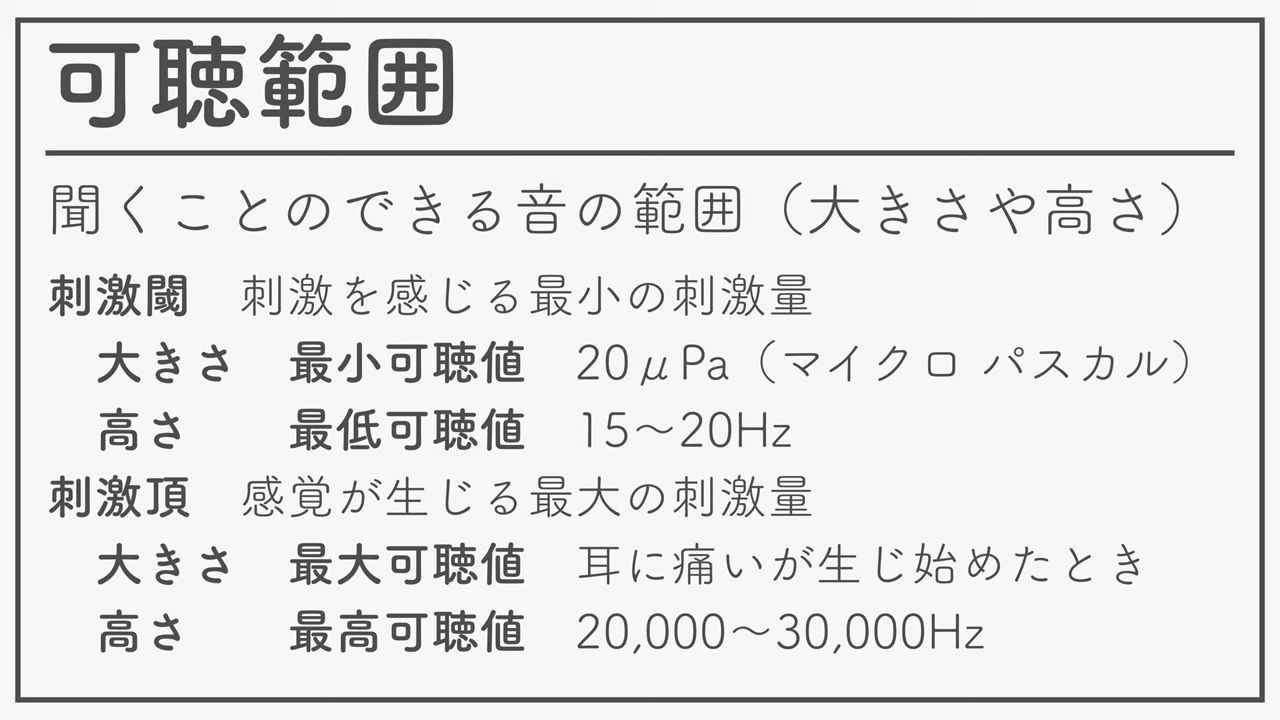 可聴範囲
聞くことのできる音の範囲（大きさや高さ）
刺激閾　刺激を感じる最小の刺激量
大きさ　最小可聴値　20μPa（マイクロ パスカル）
高さ　最低可聴値　15〜20Hz
刺激頂　感覚が生じる最大の刺激量
大きさ　最大可聴値　耳に痛いが生じ始めたとき
高さ　最高可聴値　20,000〜30,000Hz